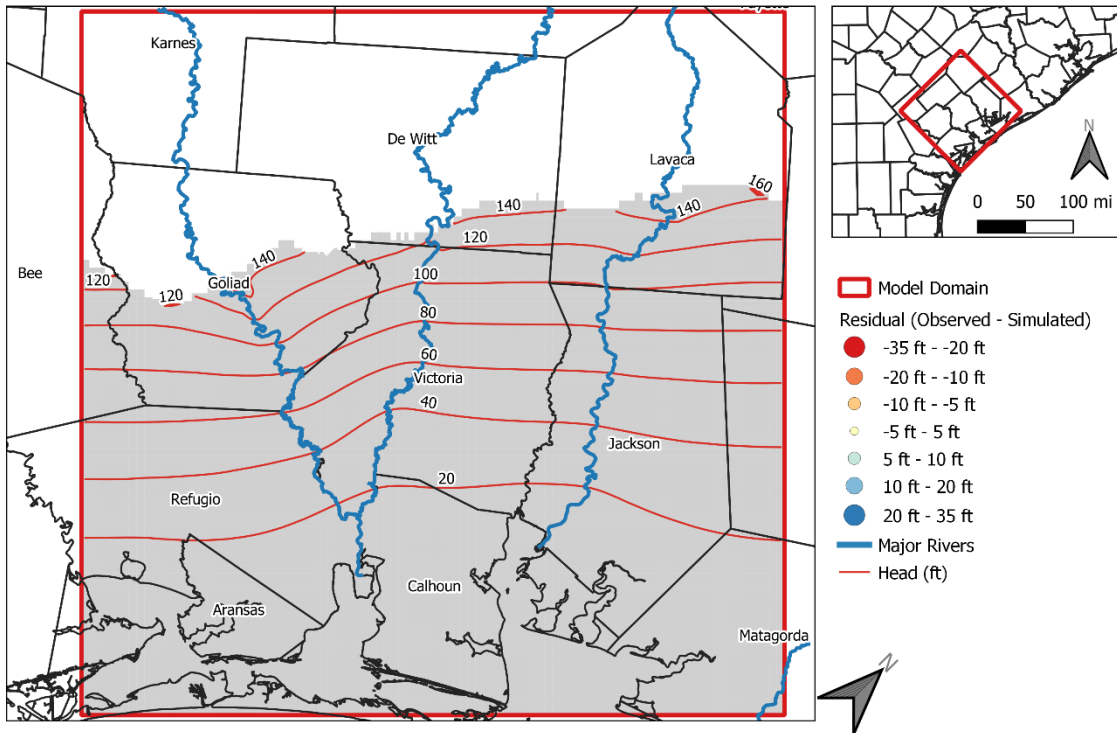 Karnes
De Witt
Lavaca
160
140
140
120
140
Bee
120
Goliad
120
100
80
60
Victoria
40
Jackson
20
Refugio
Calhoun
Aransas
Matagorda
N
0 50 100 mi
Model Domain
Residual (Observed - Simulated)
-35 ft - -20 ft
-20 ft - -10 ft
-10 ft - -5 ft
-5 ft - 5 ft
5 ft - 10 ft
10 ft - 20 ft
20 ft - 35 ft
Major Rivers
Head (ft)
N